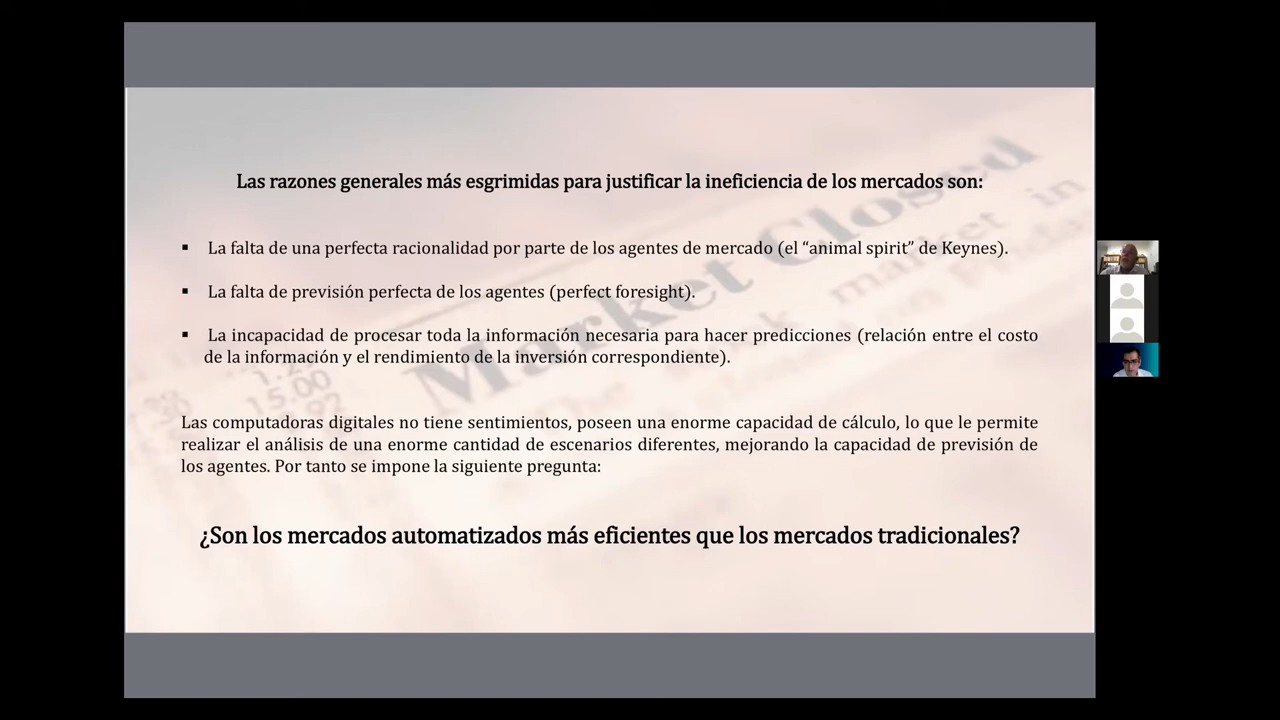 Las razones generales más esgrimidas para justificar la ineficiencia de los mercados son:
▪ La falta de una perfecta racionalidad por parte de los agentes de mercado (el “animal spirit” de Keynes).
▪ La falta de previsión perfecta de los agentes (perfect foresight).
▪ La incapacidad de procesar toda la información necesaria para hacer predicciones (relación entre el costo
de la información y el rendimiento de la inversión correspondiente).
Las computadoras digitales no tiene sentimientos, poseen una enorme capacidad de cálculo, lo que le permite
realizar el análisis de una enorme cantidad de escenarios diferentes, mejorando la capacidad de previsión de
los agentes. Por tanto se impone la siguiente pregunta:
¿Son los mercados automatizados más eficientes que los mercados tradicionales?
Market Closed
market in
15.00